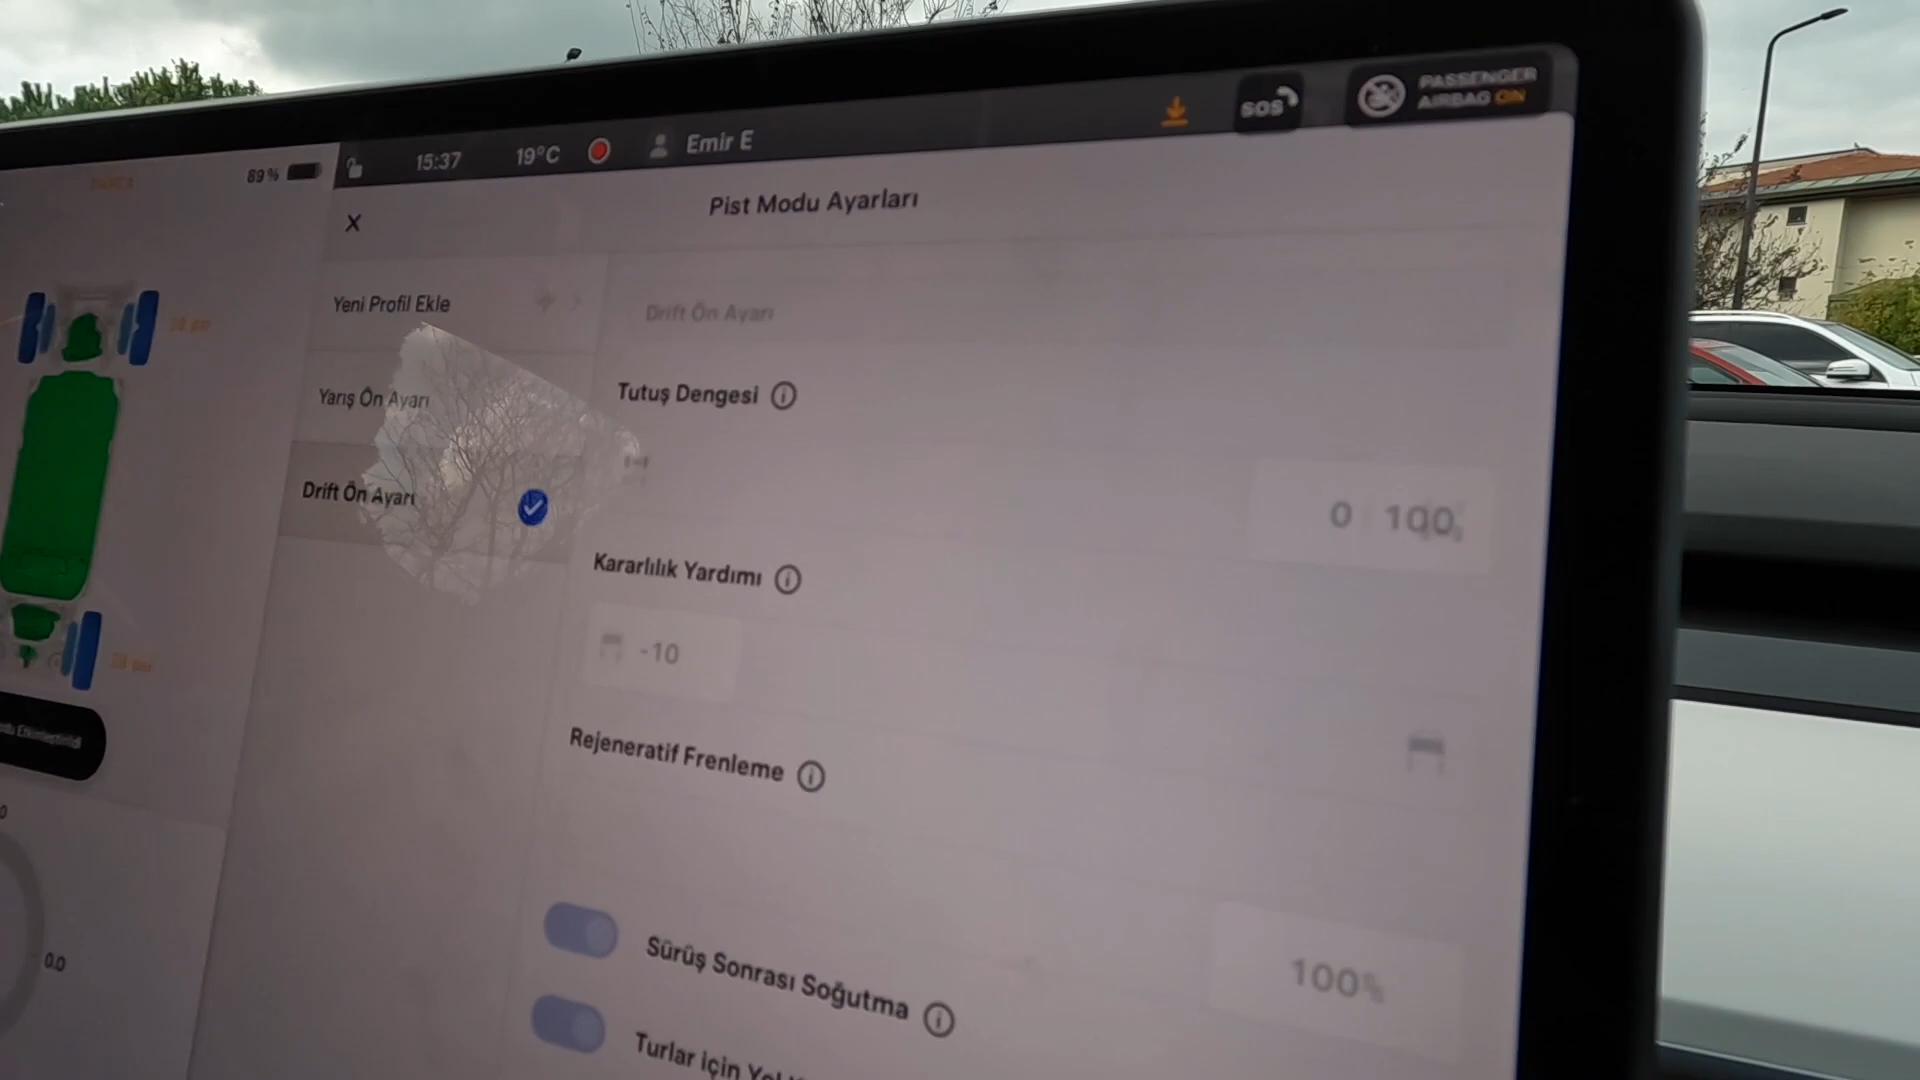 89%
15:37
19°C
Emir E
SOS
PASSENGER
AIRBAG ON
Pist Modu Ayarları
X
Yeni Profil Ekle
Yarış Ön Ayarı
Drift Ön Ayarı
Drift Ön Ayarı
Tutuş Dengesi
0 100
Kararlılık Yardımı
-10
Rejeneratif Frenleme
100%
Sürüş Sonrası Soğutma
Turlar için
0
0.0